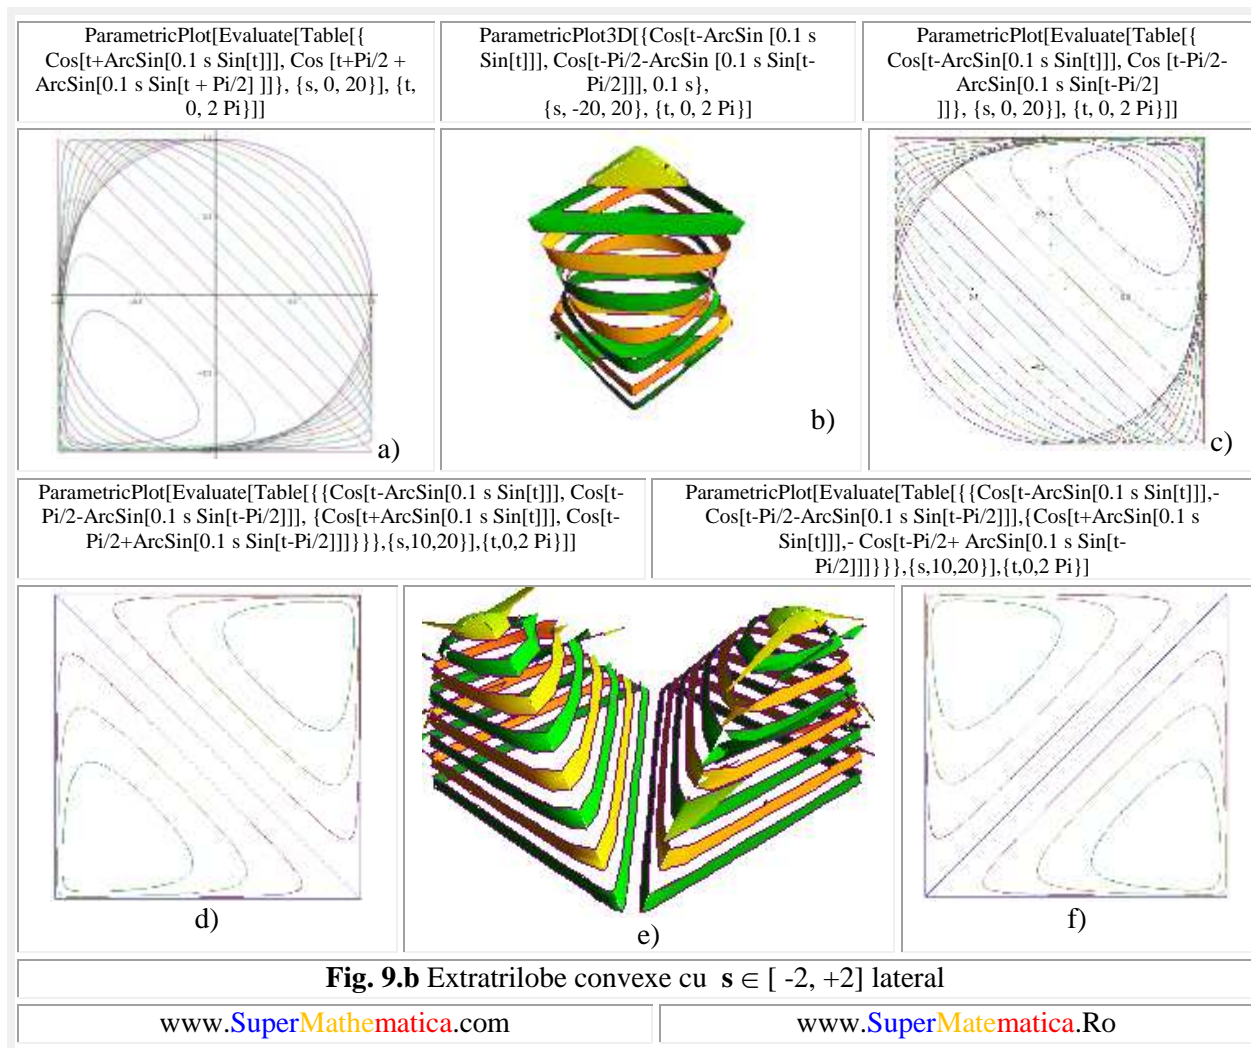 ParametricPlot[Evaluate[Table[{
Cos[t+ArcSin[0.1 s Sin[t]]], Cos [t+Pi/2 +
ArcSin[0.1 s Sin[t + Pi/2] ]]}, {s, 0, 20}], {t,
0, 2 Pi}]]
ParametricPlot3D[{Cos[t-ArcSin [0.1 s
Sin[t]]], Cos[t-Pi/2-ArcSin [0.1 s Sin[t-
Pi/2]]], 0.1 s},
{s, -20, 20}, {t, 0, 2 Pi}]
ParametricPlot[Evaluate[Table[{
Cos[t-ArcSin[0.1 s Sin[t]]], Cos [t-Pi/2-
ArcSin[0.1 s Sin[t-Pi/2]
]]}, {s, 0, 20}], {t, 0, 2 Pi}]]
a)
b)
c)
ParametricPlot[Evaluate[Table[{{Cos[t-ArcSin[0.1 s Sin[t]]], Cos[t-
Pi/2-ArcSin[0.1 s Sin[t-Pi/2]]], {Cos[t+ArcSin[0.1 s Sin[t]]], Cos[t-
Pi/2+ArcSin[0.1 s Sin[t-Pi/2]]]}}},{s,10,20}],{t,0,2 Pi}]]
ParametricPlot[Evaluate[Table[{{Cos[t-ArcSin[0.1 s Sin[t]]],-
Cos[t-Pi/2-ArcSin[0.1 s Sin[t-Pi/2]]],{Cos[t+ArcSin[0.1 s
Sin[t]]],- Cos[t-Pi/2+ ArcSin[0.1 s Sin[t-
Pi/2]]]}}},{s,10,20}],{t,0,2 Pi}]
d)
e)
f)
Fig. 9.b Extratrilobe convexe cu s ∈ [ -2, +2] lateral
www.SuperMathematica.com
www.SuperMatematica.Ro